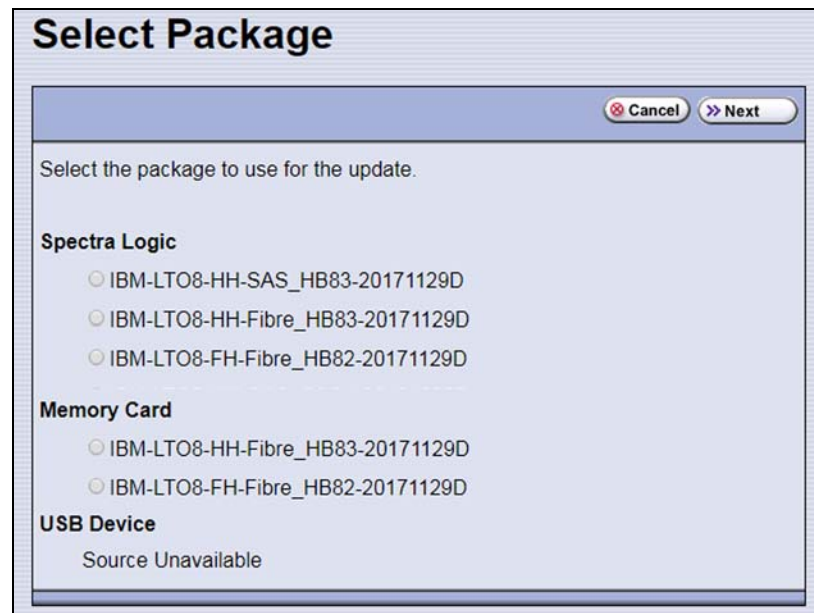 Select Package
Cancel
Next
Select the package to use for the update.
Spectra Logic
IBM-LTO8-HH-SAS_HB83-20171129D
IBM-LTO8-HH-Fibre_HB83-20171129D
IBM-LTO8-FH-Fibre_HB82-20171129D
Memory Card
IBM-LTO8-HH-Fibre_HB83-20171129D
IBM-LTO8-FH-Fibre_HB82-20171129D
USB Device
Source Unavailable